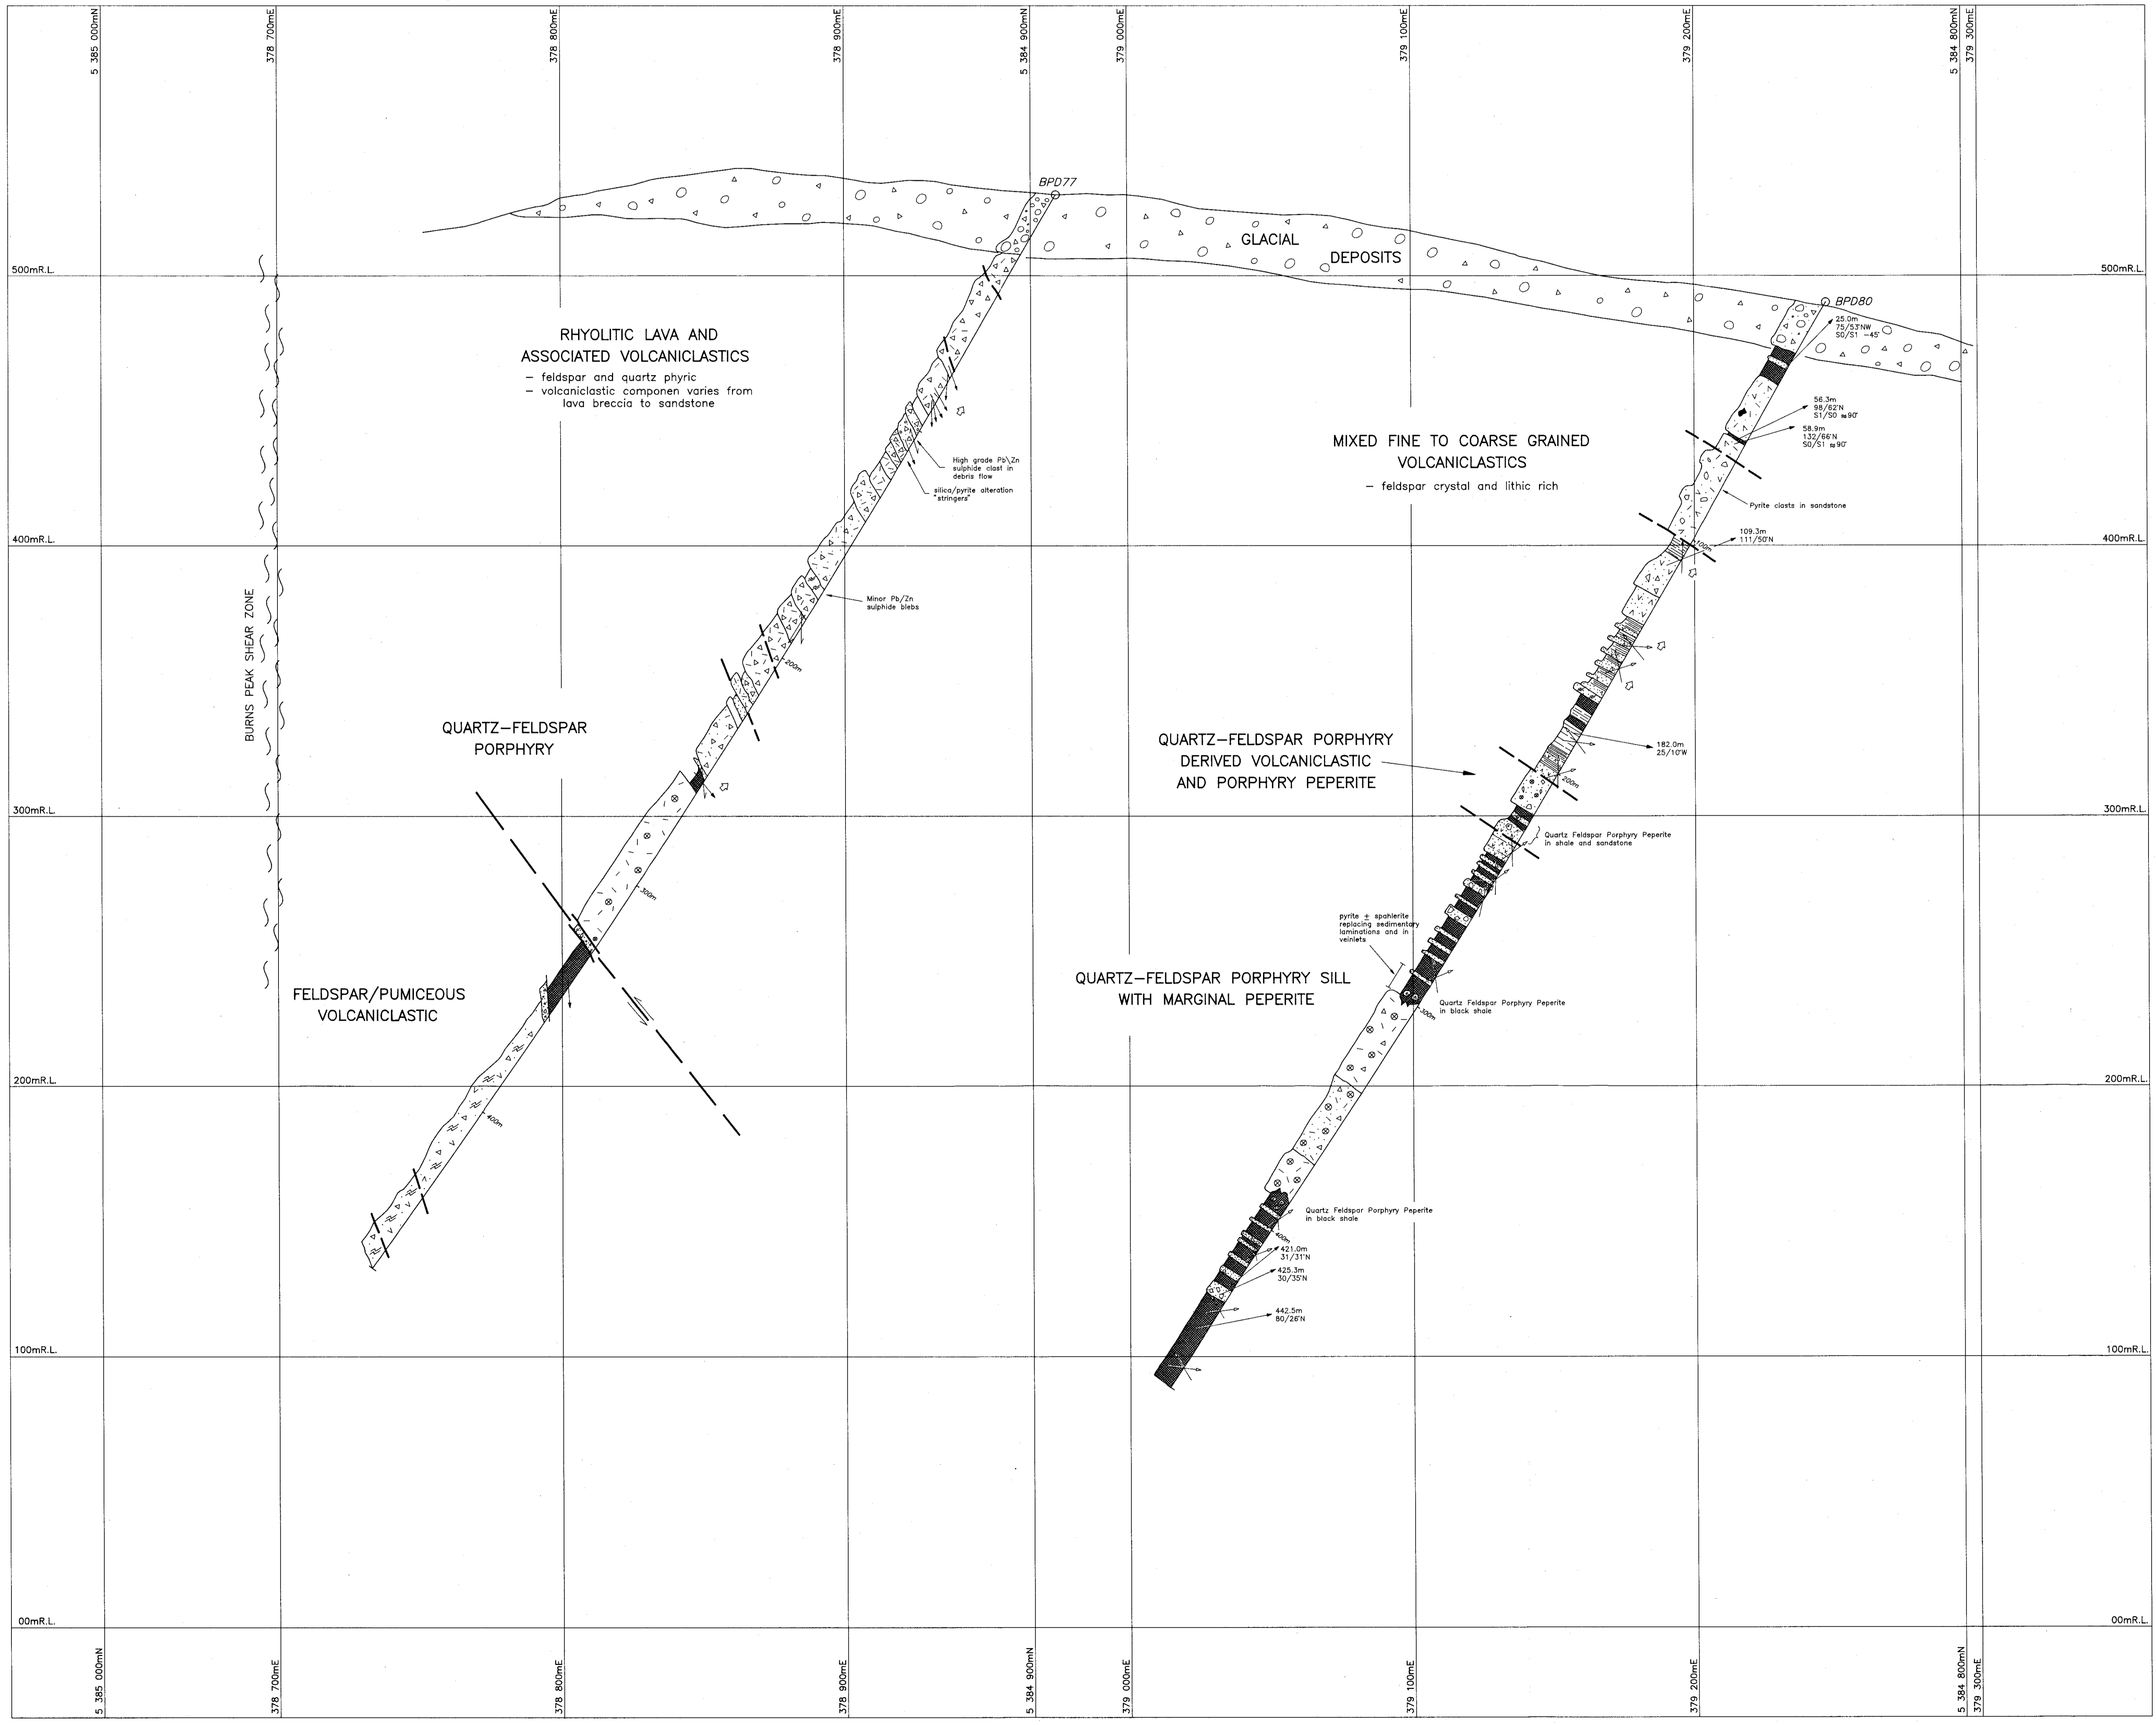 5 385 000mN
378 700mE
378 800mE
378 900mE
5 384 900mN
379 000mE
379 100mE
379 200mE
5 384 800mN
379 300mE
BPD77
GLACIAL
DEPOSITS
500mR.L.
500mR.L.
BPD80
25.0m
75/53°NW
S0/S1 −45°
RHYOLITIC LAVA AND
ASSOCIATED VOLCANICLASTICS
− feldspar and quartz phyric
− volcaniclastic componen varies from
lava breccia to sandstone
56.3m
98/62°N
S1/S0 ≈90°
58.9m
132/66°N
S0/S1 ≈90°
MIXED FINE TO COARSE GRAINED
VOLCANICLASTICS
− feldspar crystal and lithic rich
High grade Pb\Zn
sulphide clast in
debris flow
silica/pyrite alteration
"stringers"
Pyrite clasts in sandstone
400mR.L.
400mR.L.
109.3m
111/50°N
100m
BURNS PEAK SHEAR ZONE
Minor Pb/Zn
sulphide blebs
200m
QUARTZ−FELDSPAR
PORPHYRY
QUARTZ−FELDSPAR PORPHYRY
DERIVED VOLCANICLASTIC
AND PORPHYRY PEPERITE
182.0m
25/10°W
200m
300mR.L.
300mR.L.
Quartz Feldspar Porphyry Peperite
in shale and sandstone
300m
pyrite ± spahlerite
replacing sedimentary
laminations and in
veinlets
FELDSPAR/PUMICEOUS
VOLCANICLASTIC
QUARTZ−FELDSPAR PORPHYRY SILL
WITH MARGINAL PEPERITE
Quartz Feldspar Porphyry Peperite
in black shale
300m
200mR.L.
200mR.L.
400m
Quartz Feldspar Porphyry Peperite
in black shale
400m
421.0m
31/31°N
425.3m
30/35°N
442.5m
80/26°N
100mR.L.
100mR.L.
00mR.L.
00mR.L.
5 385 000mN
378 700mE
378 800mE
378 900mE
5 384 900mN
379 000mE
379 100mE
379 200mE
5 384 800mN
379 300mE